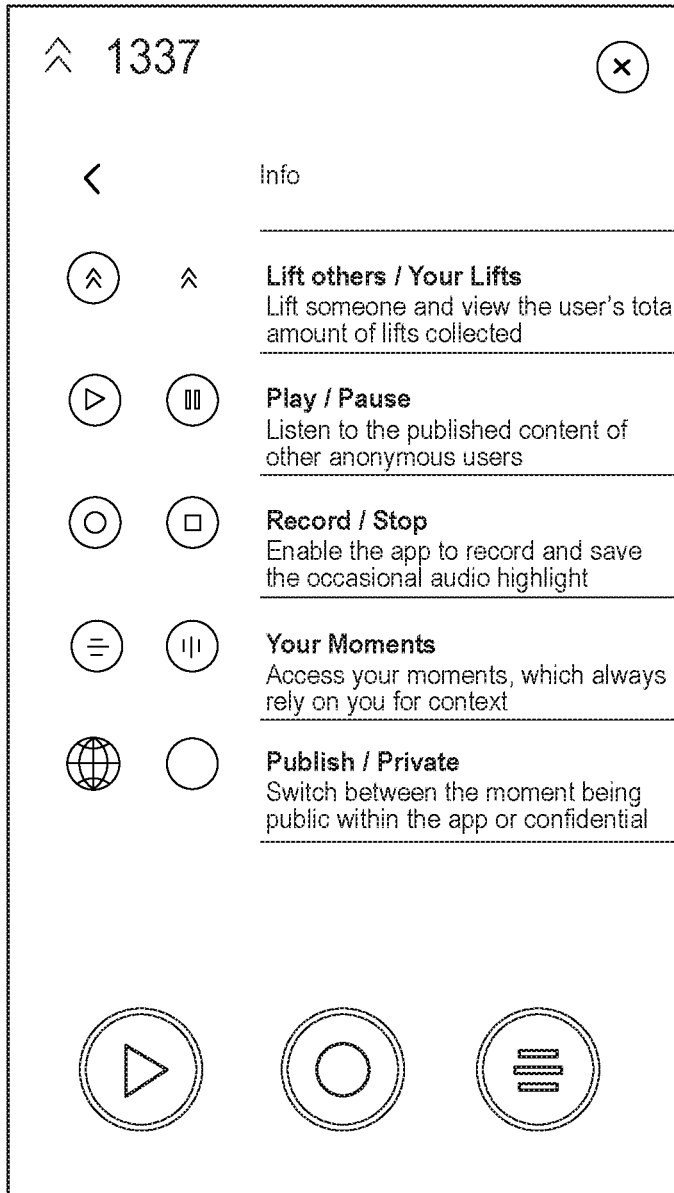 1337
Info
Lift others / Your Lifts
Lift someone and view the user's tota
amount of lifts collected
Play / Pause
Listen to the published content of
other anonymous users
Record / Stop
Enable the app to record and save
the occasional audio highlight
Your Moments
Access your moments, which always
rely on you for context
Publish / Private
Switch between the moment being
public within the app or confidential